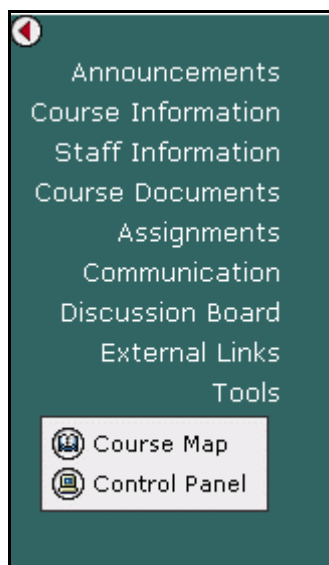 Announcements
Course Information
Staff Information
Course Documents
Assignments
Communication
Discussion Board
External Links
Tools
Course Map
Control Panel